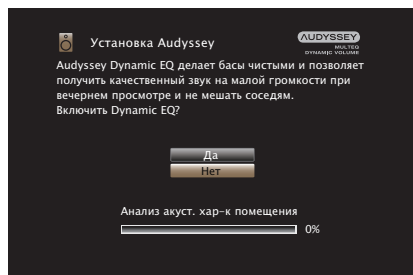 Установка Audyssey
AUDYSSEY
MULTEQ
DYNAMIC VOLUME
Audyssey Dynamic EQ делает басы чистыми и позволяет
получить качественный звук на малой громкости при
вечернем просмотре и не мешать соседям.
Включить Dynamic EQ?
Да
Нет
Анализ акуст. хар-к помещения
0%